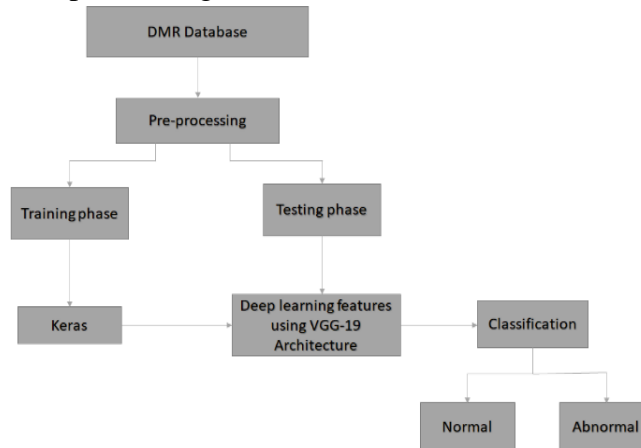 DMR Database
Pre-processing
Training phase
Testing phase
Keras
Deep learning features
using VGG-19
Architecture
Classification
Normal
Abnormal